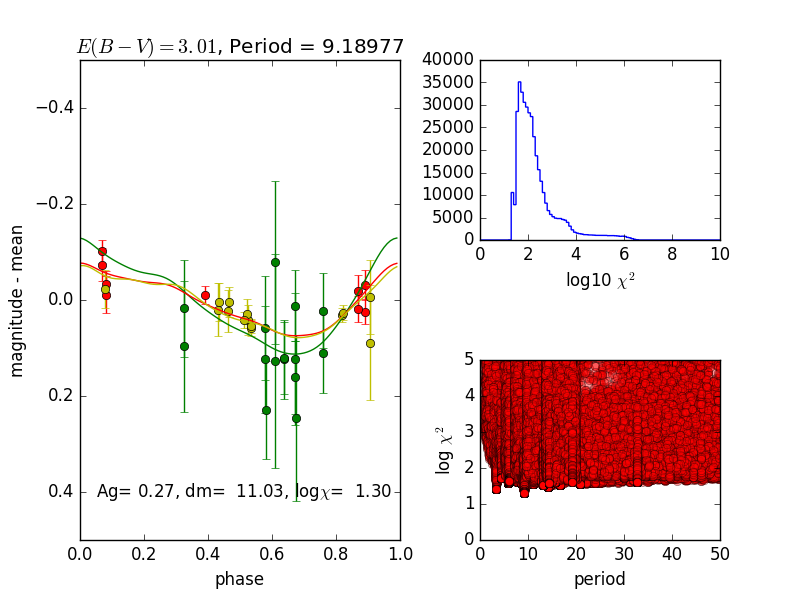 E(B − V) = 3.01, Period = 9.18977
magnitude - mean
−0.4
−0.2
0.0
0.2
0.4
Ag= 0.27, dm= 11.03, logχ= 1.30
0.0 0.2 0.4 0.6 0.8 1.0
phase
40000
35000
30000
25000
20000
15000
10000
5000
0
0 2 4 6 8 10
log10 χ²
log χ²
5
4
3
2
1
0
0 10 20 30 40 50
period